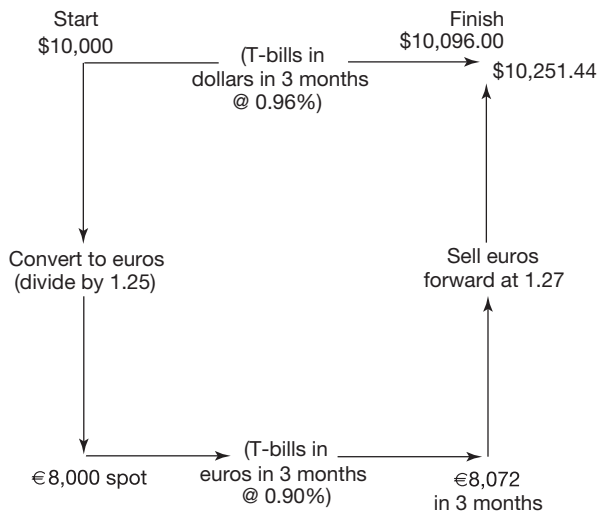 Start
$10,000
Finish
$10,096.00
$10,251.44
(T-bills in
dollars in 3 months
@ 0.96%)
Convert to euros
(divide by 1.25)
Sell euros
forward at 1.27
€8,000 spot
(T-bills in
euros in 3 months
@ 0.90%)
€8,072
in 3 months